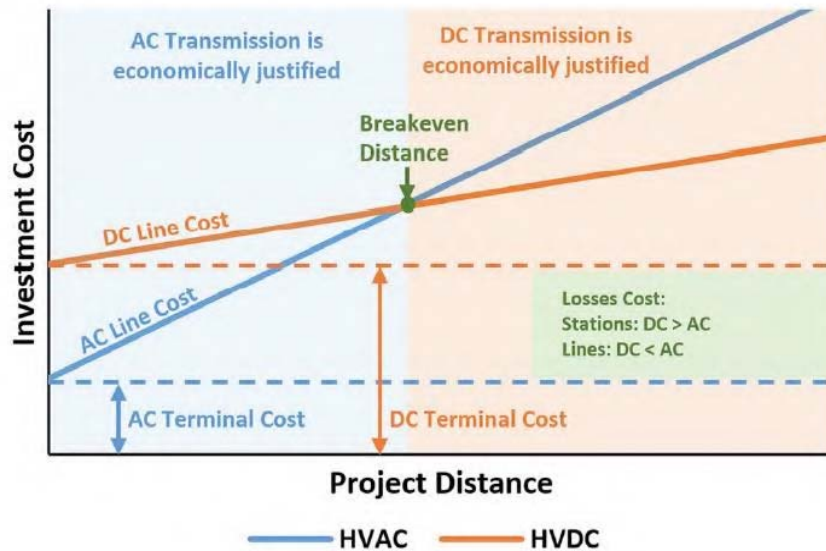 AC Transmission is
economically justified
DC Transmission is
economically justified
Breakeven
Distance
DC Line Cost
AC Line Cost
Losses Cost:
Stations: DC > AC
Lines: DC < AC
AC Terminal Cost
DC Terminal Cost
Investment Cost
Project Distance
HVAC
HVDC